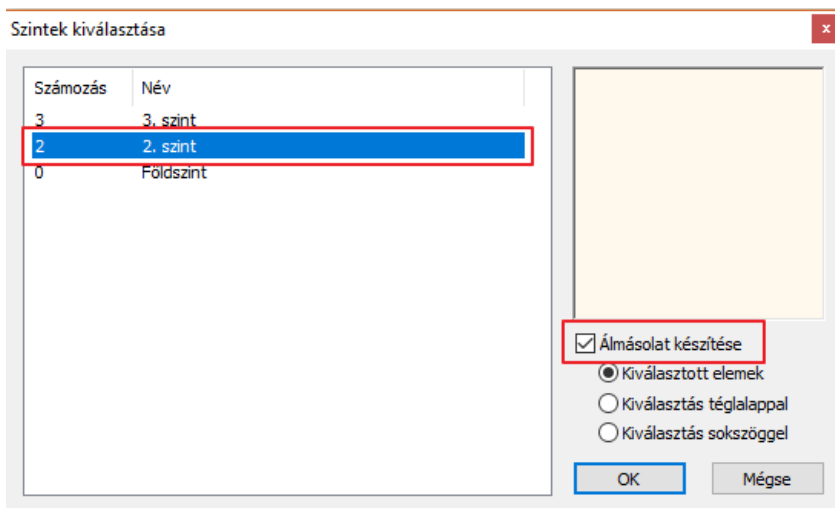 Szintek kiválasztása
x
Számozás Név
3 3. szint
2 2. szint
0 Földszint
Álmásolat készítése
Kiválasztott elemek
Kiválasztás téglalappal
Kiválasztás sokszöggel
OK Mégse